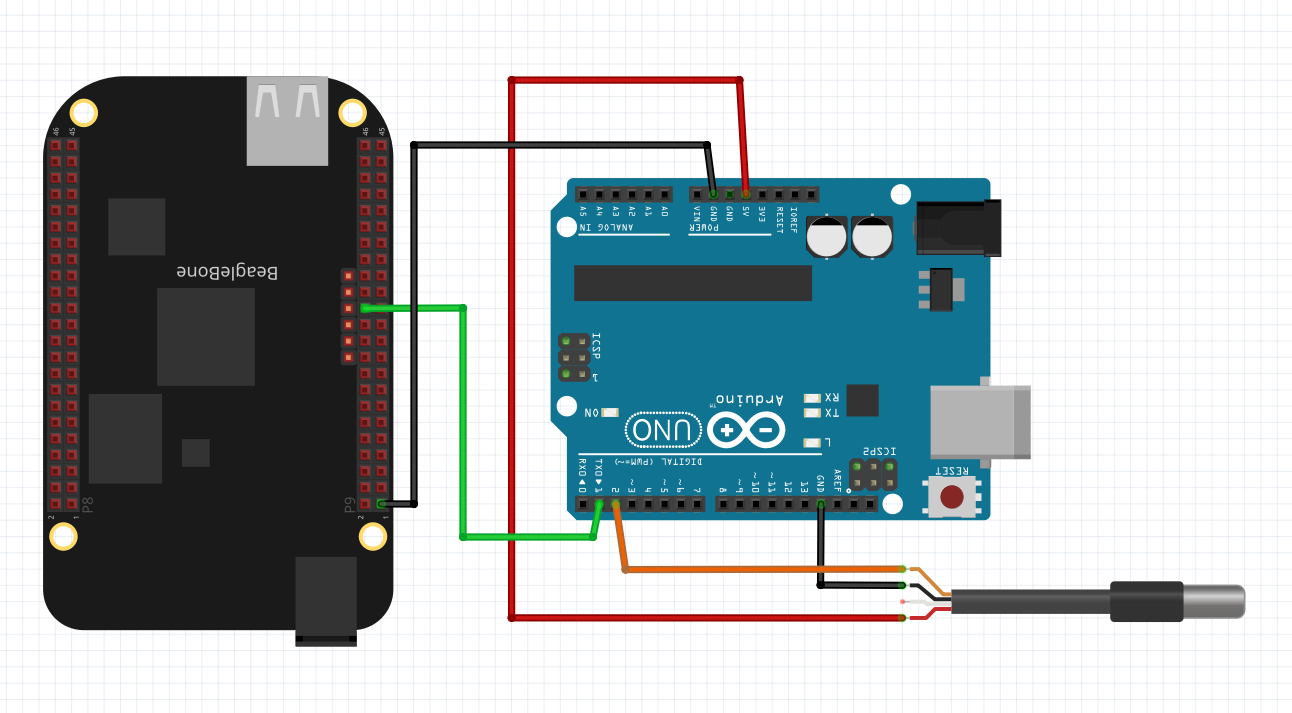 46
45
46
45
BeagleBone
P8
P9
2
1
2
1
A5
A4
A3
A2
A1
A0
VIN
GND
GND
5V
3V3
RESET
IOREF
ANALOG IN
POWER
ICSP
1
ON
UNO
Arduino
TM
RX
TX
L
DIGITAL (PWM=~)
ICSP2
RESET
RX0◀0
TX0▶1
2
~3
4
~5
~6
7
8
~9
~10
~11
12
13
GND
AREF